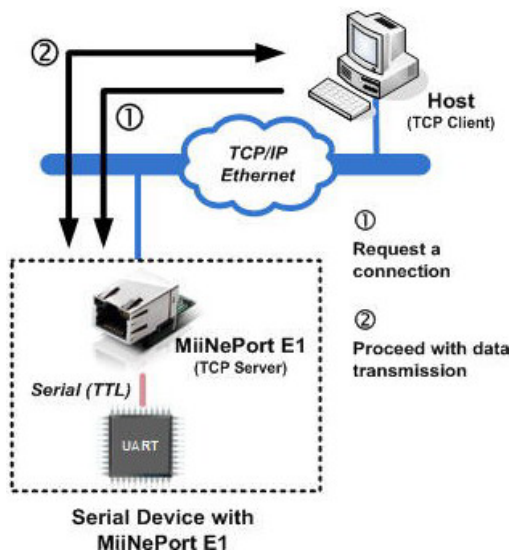 ②
①
Host
(TCP Client)
TCP/IP
Ethernet
①
Request a
connection
②
Proceed with data
transmission
MiiNePort E1
(TCP Server)
Serial (TTL)
UART
Serial Device with
MiiNePort E1